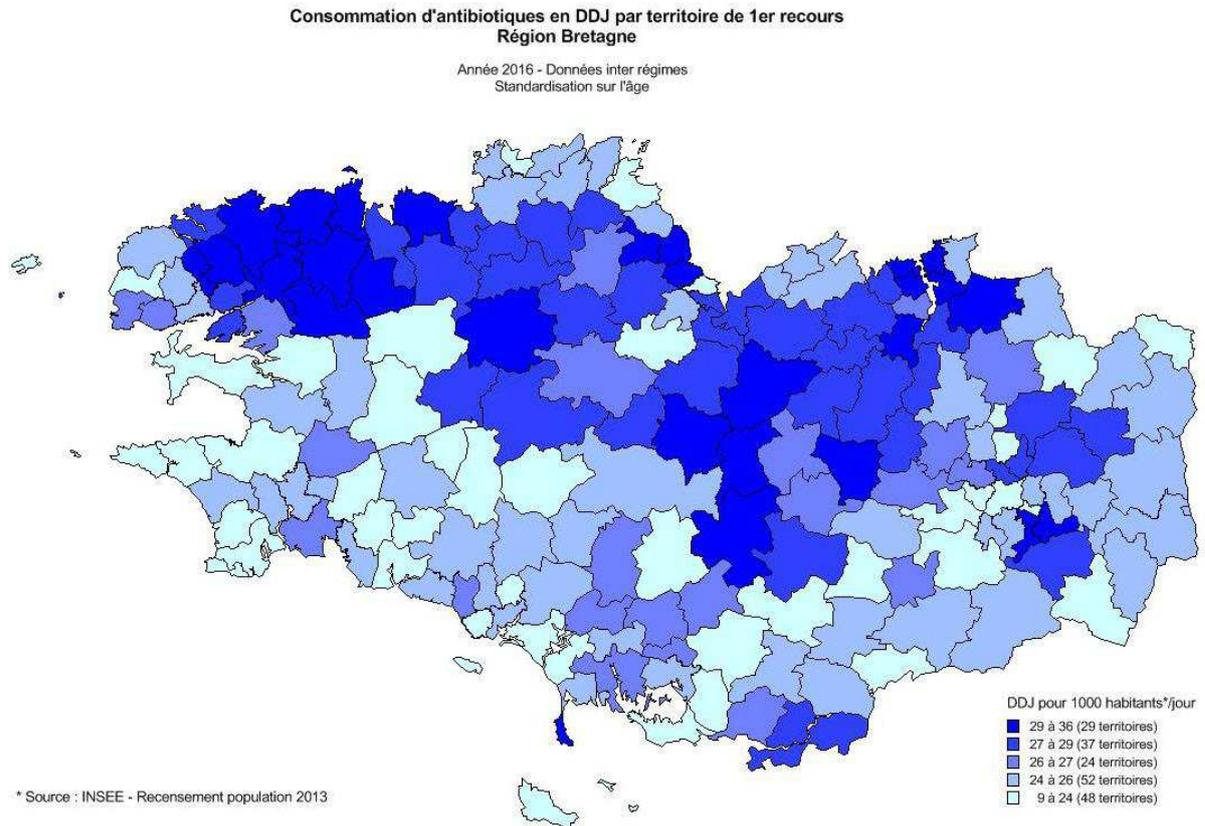 Consommation d'antibiotiques en DDJ par territoire de 1er recours
Région Bretagne
Année 2016 - Données inter régimes
Standardisation sur l'âge
DDJ pour 1000 habitants*/jour
29 à 36 (29 territoires)
27 à 29 (37 territoires)
26 à 27 (24 territoires)
24 à 26 (52 territoires)
9 à 24 (48 territoires)
* Source : INSEE - Recensement population 2013